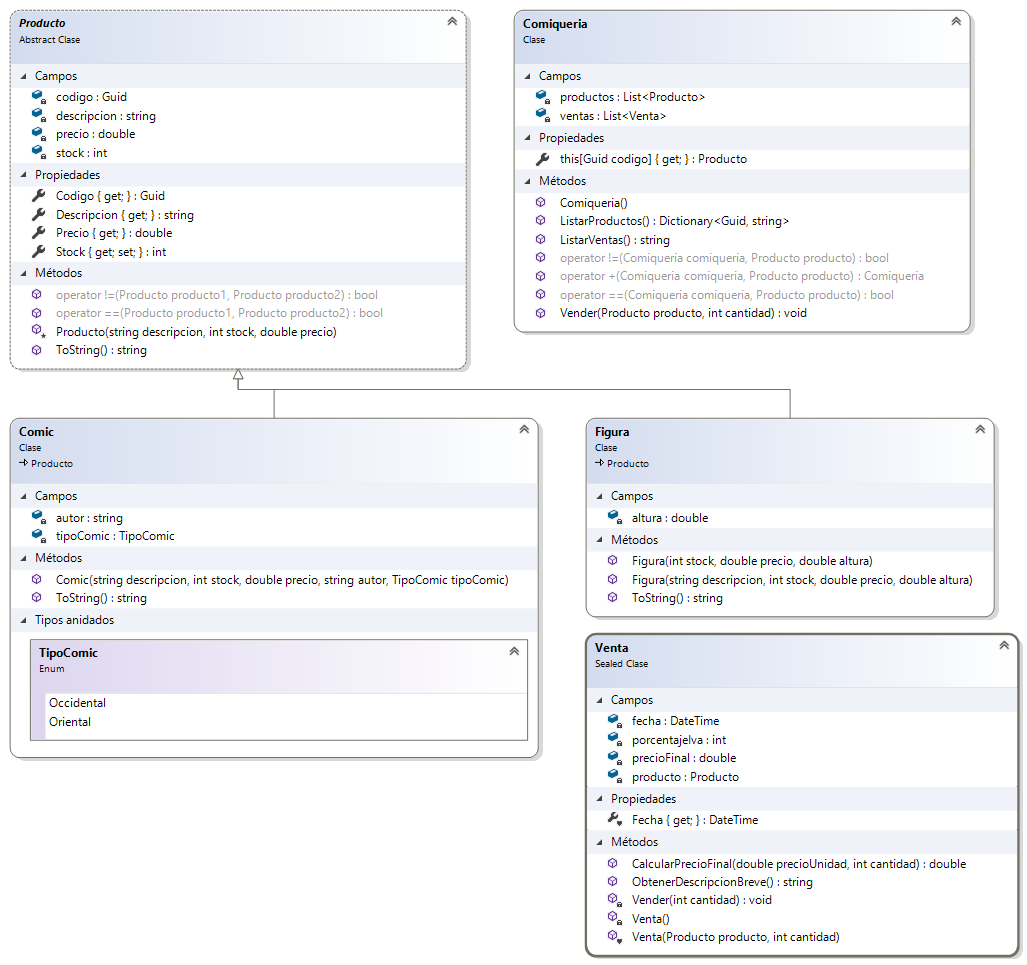 Producto
Abstract Clase
Campos
codigo : Guid
descripcion : string
precio : double
stock : int
Propiedades
Codigo { get; } : Guid
Descripcion { get; } : string
Precio { get; } : double
Stock { get; set; } : int
Métodos
operator !=(Producto producto1, Producto producto2) : bool
operator ==(Producto producto1, Producto producto2) : bool
Producto(string descripcion, int stock, double precio)
ToString() : string
Comiqueria
Clase
Campos
productos : List<Producto>
ventas : List<Venta>
Propiedades
this[Guid codigo] { get; } : Producto
Métodos
Comiqueria()
ListarProductos() : Dictionary<Guid, string>
ListarVentas() : string
operator !=(Comiqueria comiqueria, Producto producto) : bool
operator +(Comiqueria comiqueria, Producto producto) : Comiqueria
operator ==(Comiqueria comiqueria, Producto producto) : bool
Vender(Producto producto, int cantidad) : void
Comic
Clase
Producto
Campos
autor : string
tipoComic : TipoComic
Métodos
Comic(string descripcion, int stock, double precio, string autor, TipoComic tipoComic)
ToString() : string
Tipos anidados
TipoComic
Enum
Occidental
Oriental
Figura
Clase
Producto
Campos
altura : double
Métodos
Figura(int stock, double precio, double altura)
Figura(string descripcion, int stock, double precio, double altura)
ToString() : string
Venta
Sealed Clase
Campos
fecha : DateTime
porcentajeIva : int
precioFinal : double
producto : Producto
Propiedades
Fecha { get; } : DateTime
Métodos
CalcularPrecioFinal(double precioUnidad, int cantidad) : double
ObtenerDescripcionBreve() : string
Vender(int cantidad) : void
Venta()
Venta(Producto producto, int cantidad)